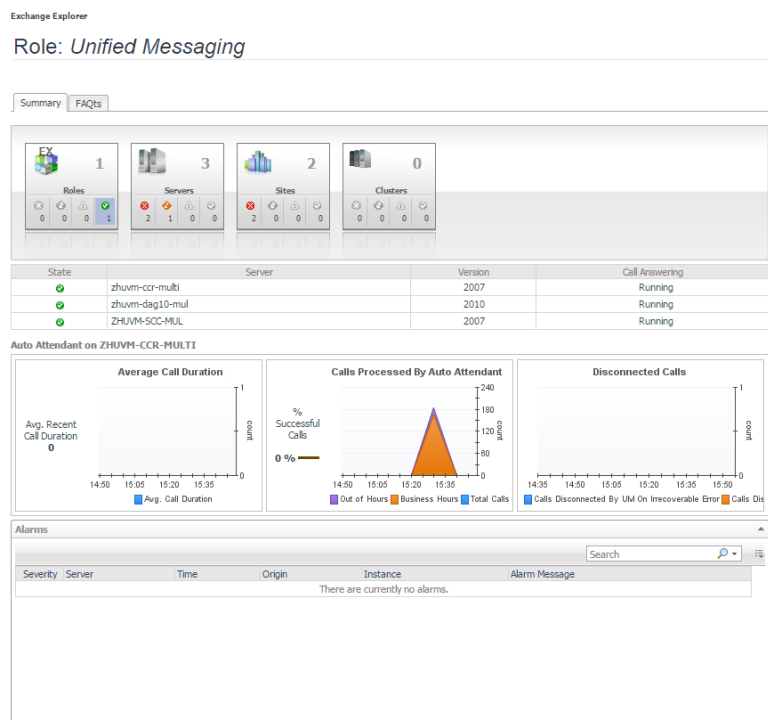 Exchange Explorer
Role: Unified Messaging
Summary FAQts
EX 1 3 2 0
Roles Servers Sites Clusters
0 0 0 1 2 1 0 0 2 0 0 0 0 0 0 0
State Server Version Call Answering
zhuvm-ccr-multi 2007 Running
zhuvm-dag10-mul 2010 Running
ZHUVM-SCC-MUL 2007 Running
Auto Attendant on ZHUVM-CCR-MULTI
Average Call Duration Calls Processed By Auto Attendant Disconnected Calls
Avg. Recent
Call Duration
0
1
count
0
14:50 15:05 15:20 15:35
Avg. Call Duration
%
Successful
Calls
0 %
240
180
120
60
0
count
14:50 15:05 15:20 15:35
Out of Hours Business Hours Total Calls
1
count
0
14:35 14:50 15:05 15:20 15:35 15:50
Calls Disconnected By UM On Irrecoverable Error Calls Dis
Alarms
Search
Severity Server Time Origin Instance Alarm Message
There are currently no alarms.